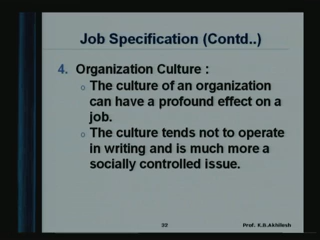 Job Specification (Contd..)
4. Organization Culture :
o The culture of an organization
can have a profound effect on a
job.
o The culture tends not to operate
in writing and is much more a
socially controlled issue.
32 Prof. K.B.Akhilesh